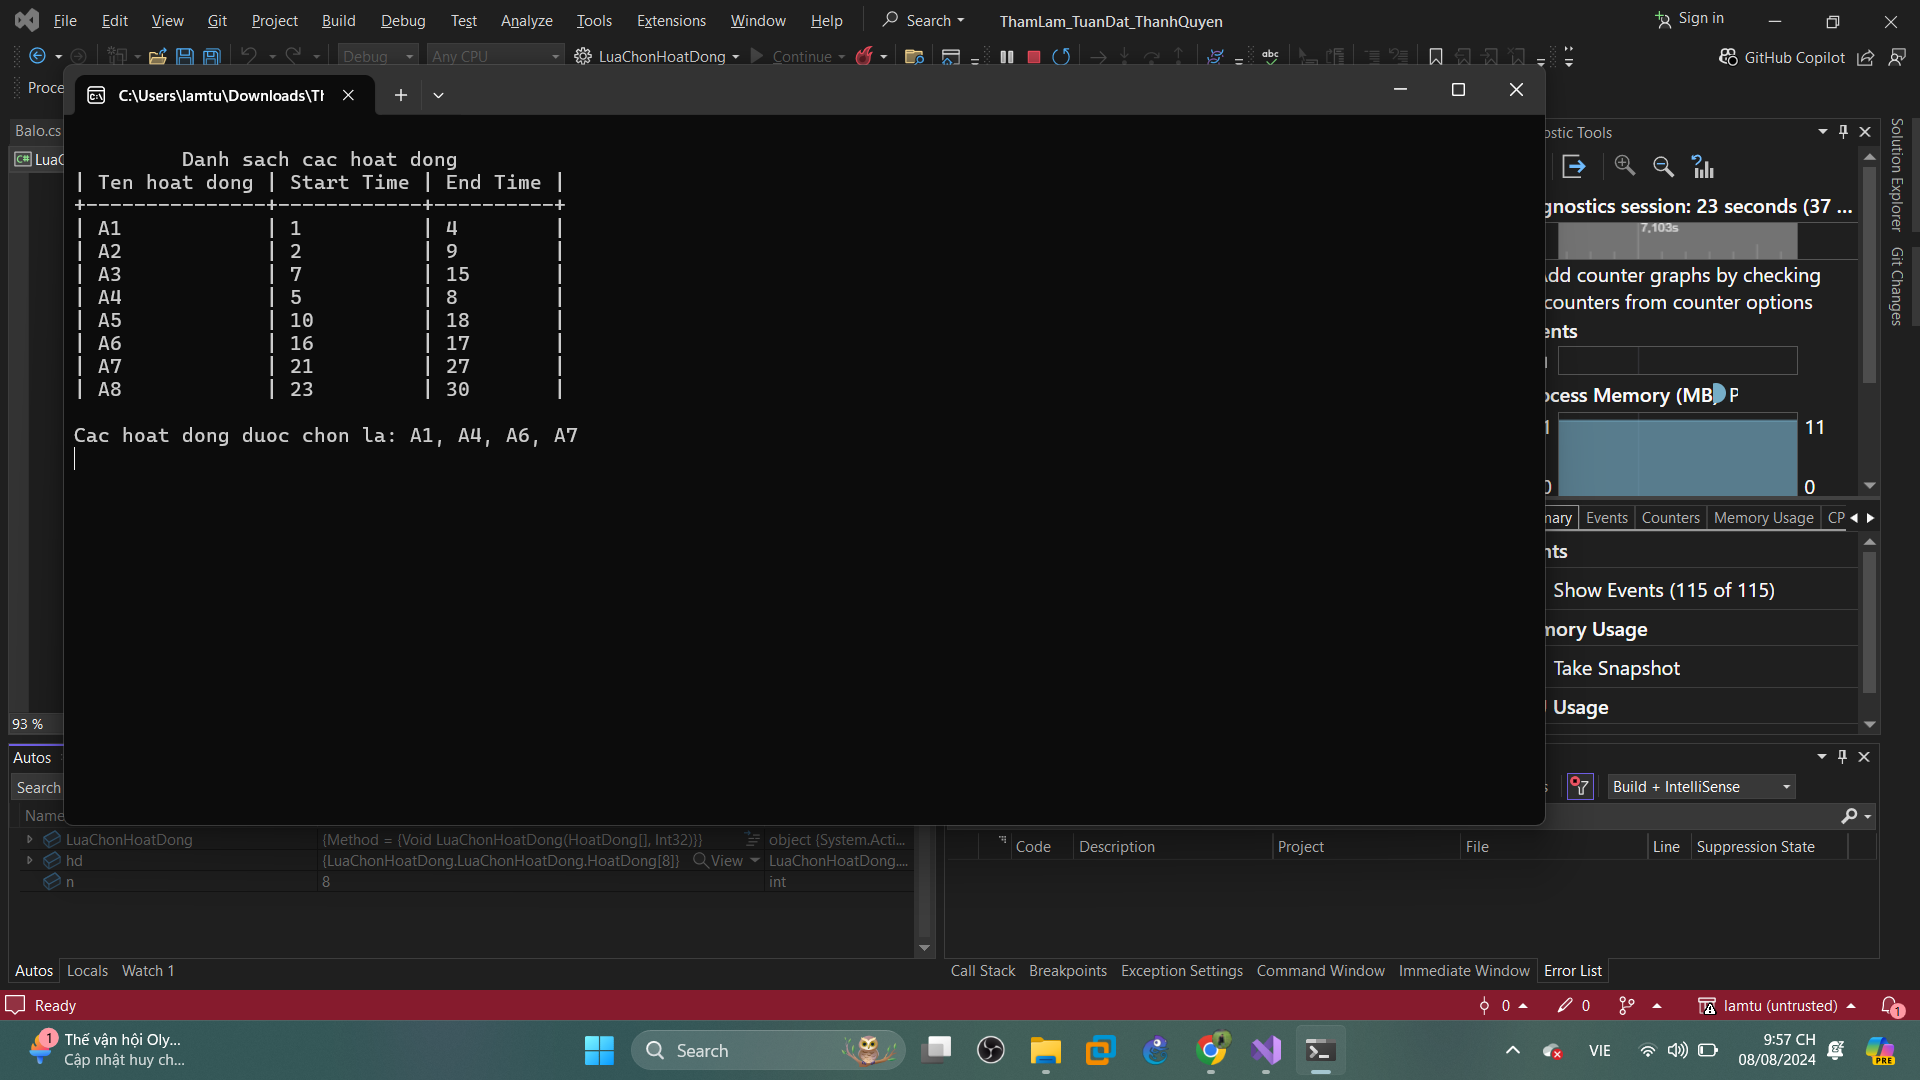 File Edit View Git Project Build Debug Test Analyze Tools Extensions Window Help Search ThamLam_TuanDat_ThanhQuyen Sign in
Debug Any CPU LuaChonHoatDong Continue GitHub Copilot
Proce
C:\Users\lamtu\Downloads\Th
Balo.cs
LuaC
Danh sach cac hoat dong
| Ten hoat dong | Start Time | End Time |
+---------------+------------+----------+
| A1 | 1 | 4 |
| A2 | 2 | 9 |
| A3 | 7 | 15 |
| A4 | 5 | 8 |
| A5 | 10 | 18 |
| A6 | 16 | 17 |
| A7 | 21 | 27 |
| A8 | 23 | 30 |
Cac hoat dong duoc chon la: A1, A4, A6, A7
ostic Tools
gnostics session: 23 seconds (37 ...
7,103s
dd counter graphs by checking
counters from counter options
ents
ocess Memory (MB) P
11
0 0
mary Events Counters Memory Usage CP
nts
Show Events (115 of 115)
mory Usage
Take Snapshot
Usage
Solution Explorer
Git Changes
93 %
Autos
Search
Name
LuaChonHoatDong {Method = {Void LuaChonHoatDong(HoatDong[], Int32)}} object {System.Acti...
hd {LuaChonHoatDong.LuaChonHoatDong.HoatDong[8]} View LuaChonHoatDong....
n 8 int
Autos Locals Watch 1
Build + IntelliSense
Code Description Project File Line Suppression State
Call Stack Breakpoints Exception Settings Command Window Immediate Window Error List
Ready 0 0 lamtu (untrusted) 1
1 Thế vận hội Oly...
Cập nhật huy ch...
Search
VIE
9:57 CH
08/08/2024
PRE